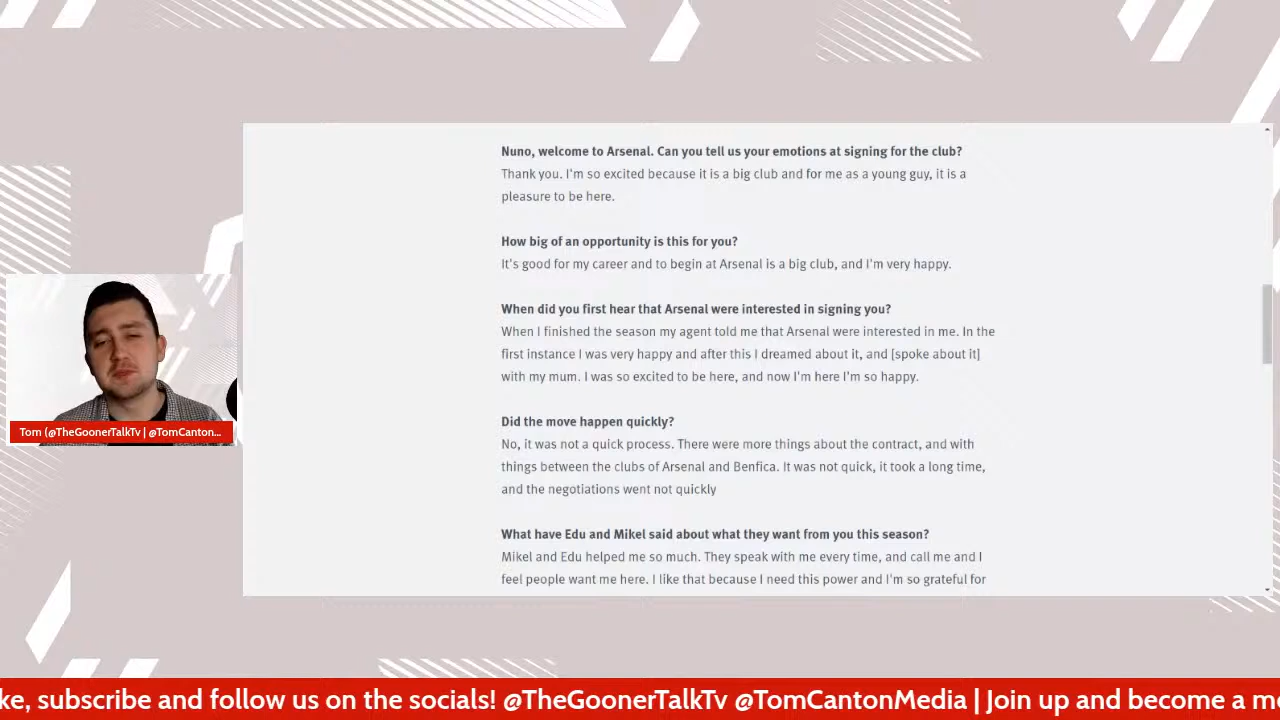 Nuno, welcome to Arsenal. Can you tell us your emotions at signing for the club?
Thank you. I'm so excited because it is a big club and for me as a young guy, it is a
pleasure to be here.
How big of an opportunity is this for you?
It's good for my career and to begin at Arsenal is a big club, and I'm very happy.
When did you first hear that Arsenal were interested in signing you?
When I finished the season my agent told me that Arsenal were interested in me. In the
first instance I was very happy and after this I dreamed about it, and [spoke about it]
with my mum. I was so excited to be here, and now I'm here I'm so happy.
Did the move happen quickly?
No, it was not a quick process. There were more things about the contract, and with
things between the clubs of Arsenal and Benfica. It was not quick, it took a long time,
and the negotiations went not quickly
What have Edu and Mikel said about what they want from you this season?
Mikel and Edu helped me so much. They speak with me every time, and call me and I
feel people want me here. I like that because I need this power and I'm so grateful for
Tom (@TheGoonerTalkTv | @TomCanton...
ke, subscribe and follow us on the socials! @TheGoonerTalkTv @TomCantonMedia | Join up and become a m